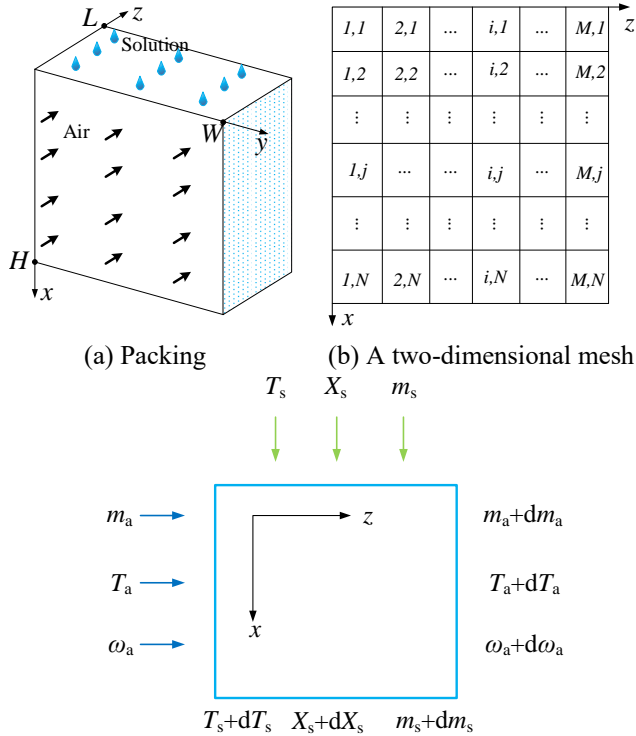 L z
Solution
Air
W
y
H
x
z
1,1 2,1 ... i,1 ... M,1
1,2 2,2 ... i,2 ... M,2
⋮ ⋮ ⋮ ⋮ ⋮ ⋮
1,j ... ... i,j ... M,j
⋮ ⋮ ⋮ ⋮ ⋮ ⋮
1,N 2,N ... i,N ... M,N
x
(a) Packing (b) A two-dimensional mesh
Tₛ Xₛ mₛ
mₐ z mₐ+dmₐ
Tₐ Tₐ+dTₐ
x
ωₐ ωₐ+dωₐ
Tₛ+dTₛ Xₛ+dXₛ mₛ+dmₛ